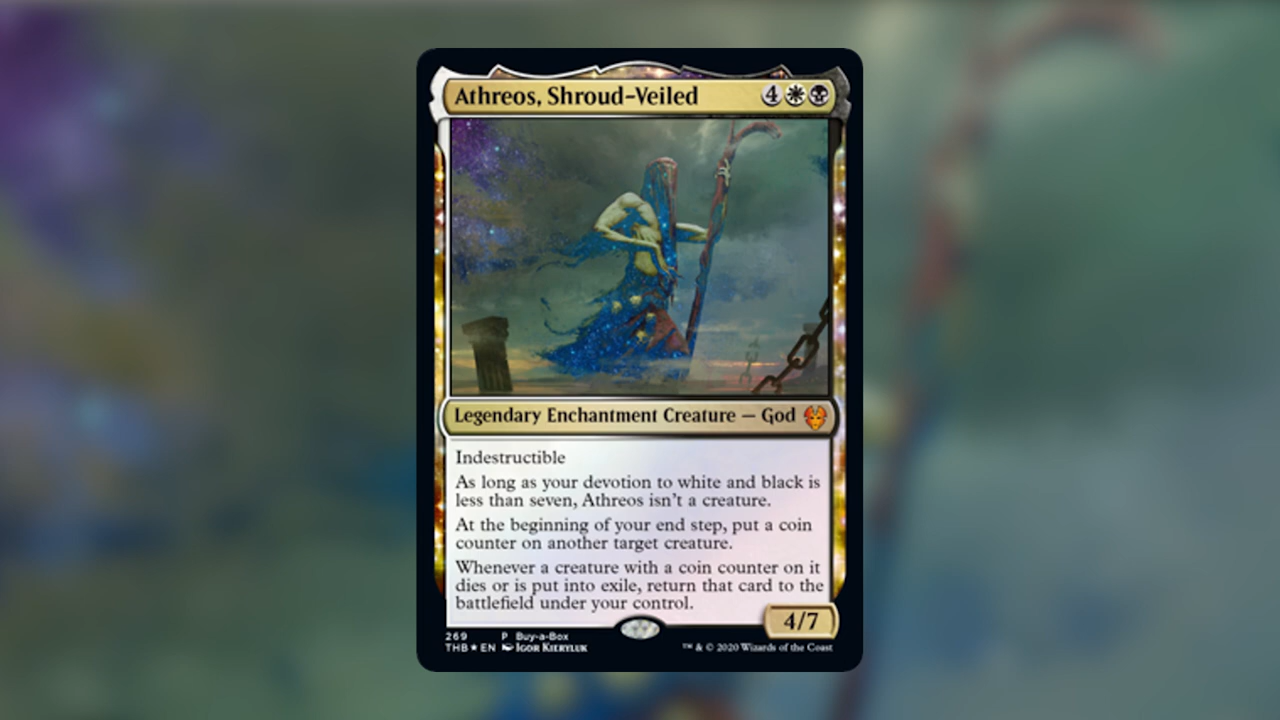 Athreos, Shroud-Veiled 4
Legendary Enchantment Creature — God
Indestructible
As long as your devotion to white and black is
less than seven, Athreos isn't a creature.
At the beginning of your end step, put a coin
counter on another target creature.
Whenever a creature with a coin counter on it
dies or is put into exile, return that card to the
battlefield under your control.
4/7
269 P Buy-a-Box
THB ★ EN Igor Kieryluk ™ & © 2020 Wizards of the Coast